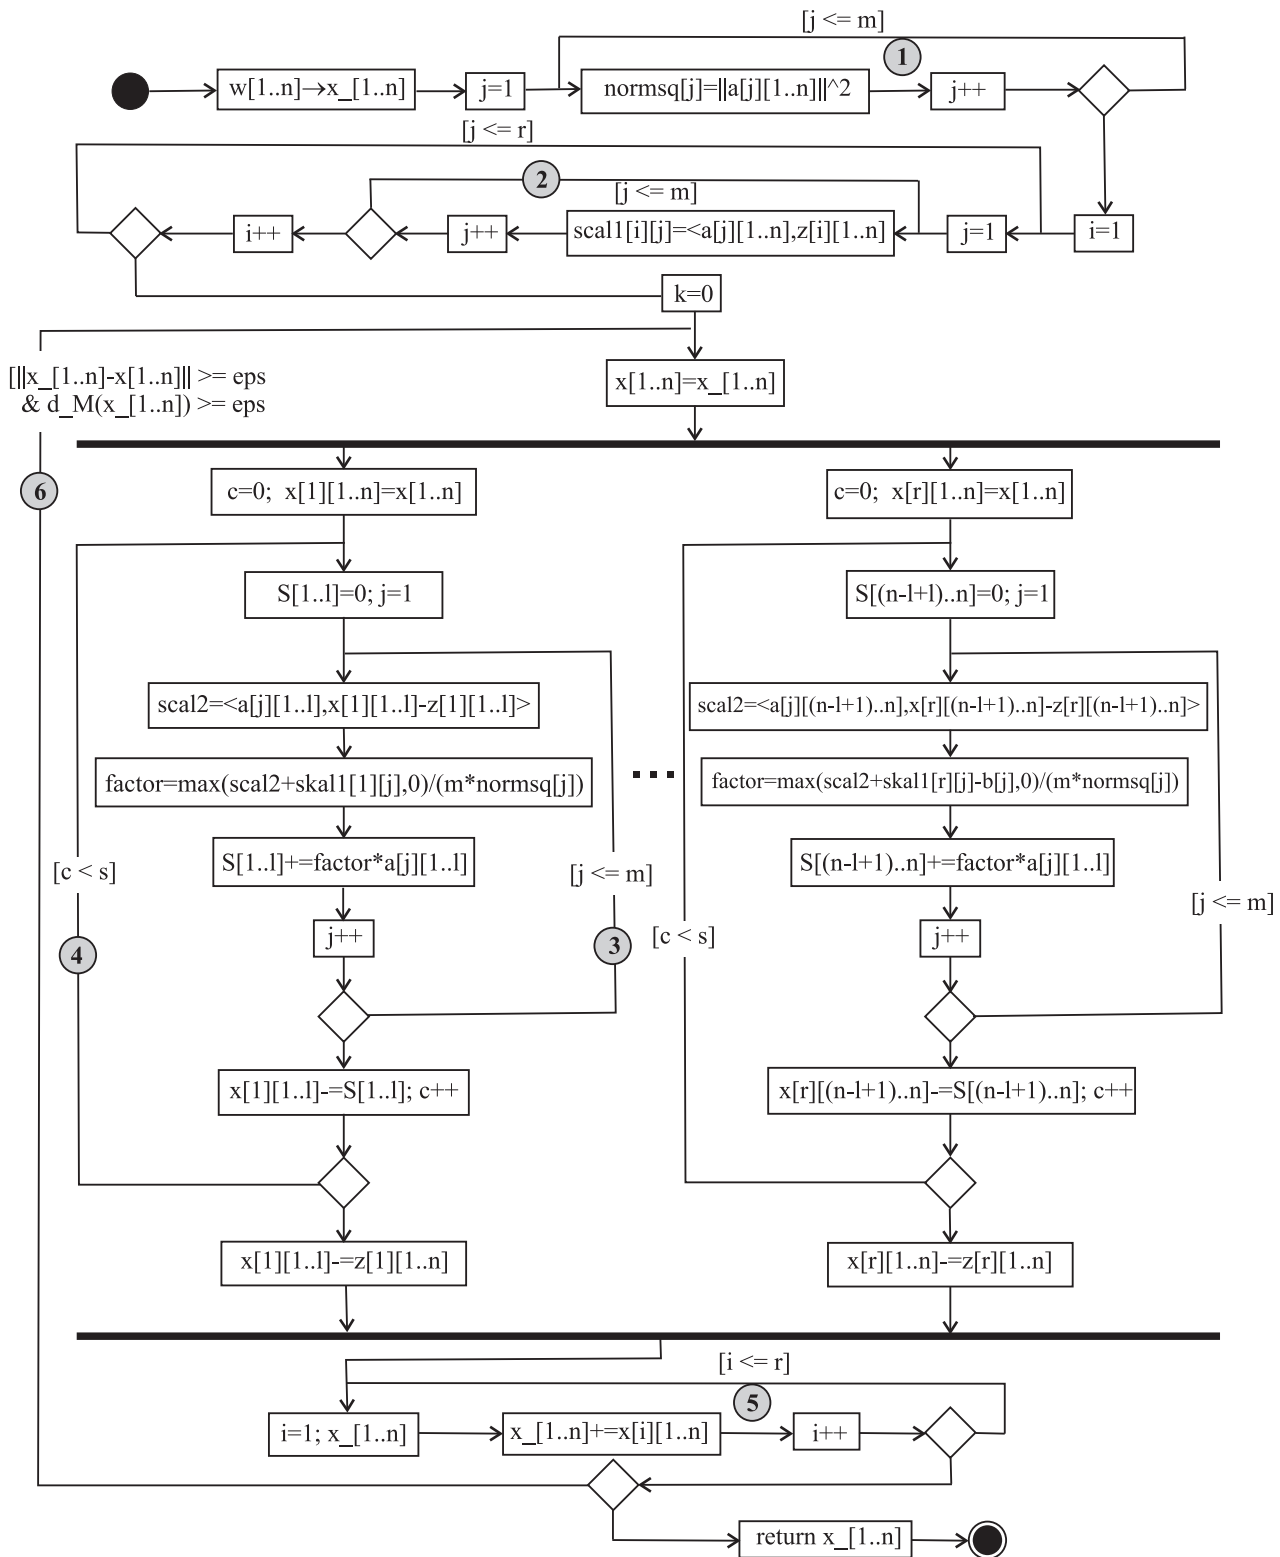 [j <= m]
1
w[1..n]→x_[1..n]
j=1
normsq[j]=||a[j][1..n]||^2
j++
[j <= r]
2
[j <= m]
i++
j++
scal1[i][j]=<a[j][1..n],z[i][1..n]
j=1
i=1
k=0
[||x_[1..n]-x[1..n]|| >= eps
& d_M(x_[1..n]) >= eps
x[1..n]=x_[1..n]
6
c=0; x[1][1..n]=x[1..n]
c=0; x[r][1..n]=x[1..n]
S[1..l]=0; j=1
S[(n-l+l)..n]=0; j=1
scal2=<a[j][1..l],x[1][1..l]-z[1][1..l]>
scal2=<a[j][(n-l+1)..n],x[r][(n-l+1)..n]-z[r][(n-l+1)..n]>
factor=max(scal2+skal1[1][j],0)/(m*normsq[j])
...
factor=max(scal2+skal1[r][j]-b[j],0)/(m*normsq[j])
[c < s]
S[1..l]+=factor*a[j][1..l]
[j <= m]
S[(n-l+1)..n]+=factor*a[j][1..l]
[j <= m]
4
j++
3
[c < s]
j++
x[1][1..l]-=S[1..l]; c++
x[r][(n-l+1)..n]-=S[(n-l+1)..n]; c++
x[1][1..l]-=z[1][1..n]
x[r][1..n]-=z[r][1..n]
[i <= r]
5
i=1; x_[1..n]
x_[1..n]+=x[i][1..n]
i++
return x_[1..n]